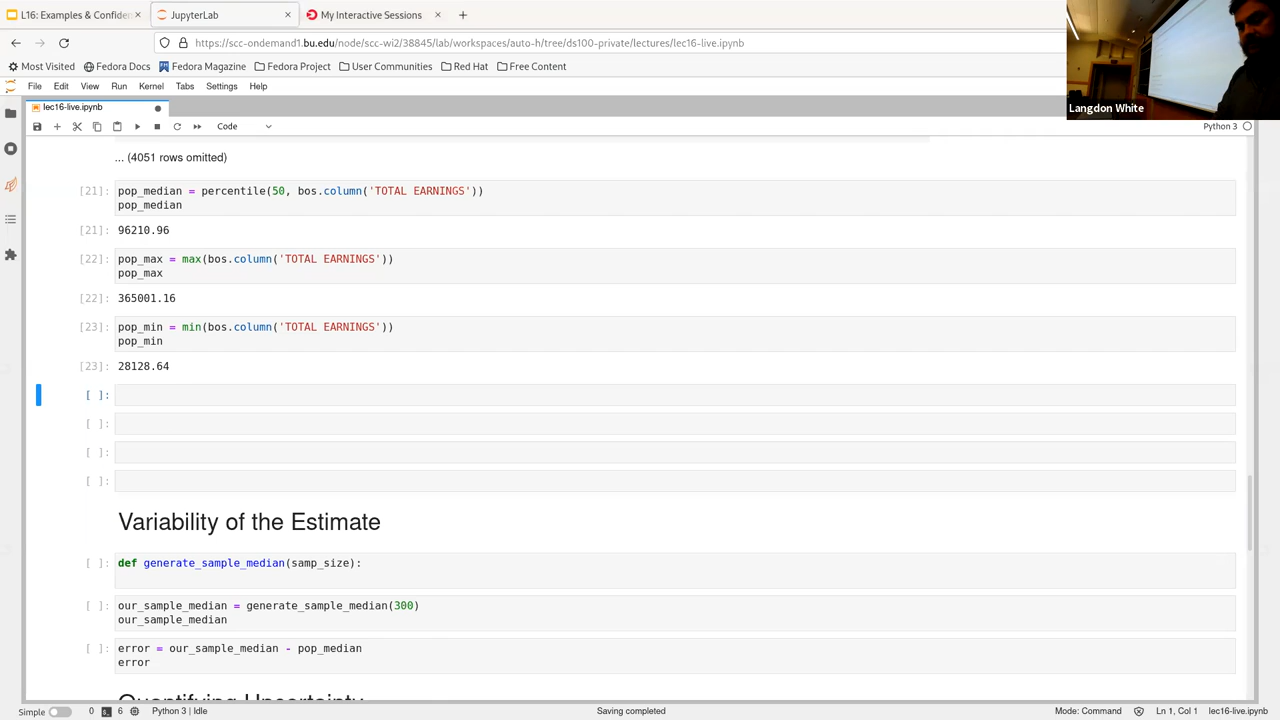 L16: Examples & Confiden
JupyterLab
My Interactive Sessions
https://scc-ondemand1.bu.edu/node/scc-wi2/38845/lab/workspaces/auto-h/tree/ds100-private/lectures/lec16-live.ipynb
Most Visited Fedora Docs Fedora Magazine Fedora Project User Communities Red Hat Free Content
Langdon White
File Edit View Run Kernel Tabs Settings Help
lec16-live.ipynb
Code
Python 3
... (4051 rows omitted)
[21]: pop_median = percentile(50, bos.column('TOTAL EARNINGS'))
pop_median
[21]: 96210.96
[22]: pop_max = max(bos.column('TOTAL EARNINGS'))
pop_max
[22]: 365001.16
[23]: pop_min = min(bos.column('TOTAL EARNINGS'))
pop_min
[23]: 28128.64
[ ]:
[ ]:
[ ]:
[ ]:
Variability of the Estimate
[ ]: def generate_sample_median(samp_size):
[ ]: our_sample_median = generate_sample_median(300)
our_sample_median
[ ]: error = our_sample_median - pop_median
error
Quantifying Uncertainty
Simple 0 6 Python 3 | Idle Saving completed Mode: Command Ln 1, Col 1 lec16-live.ipynb